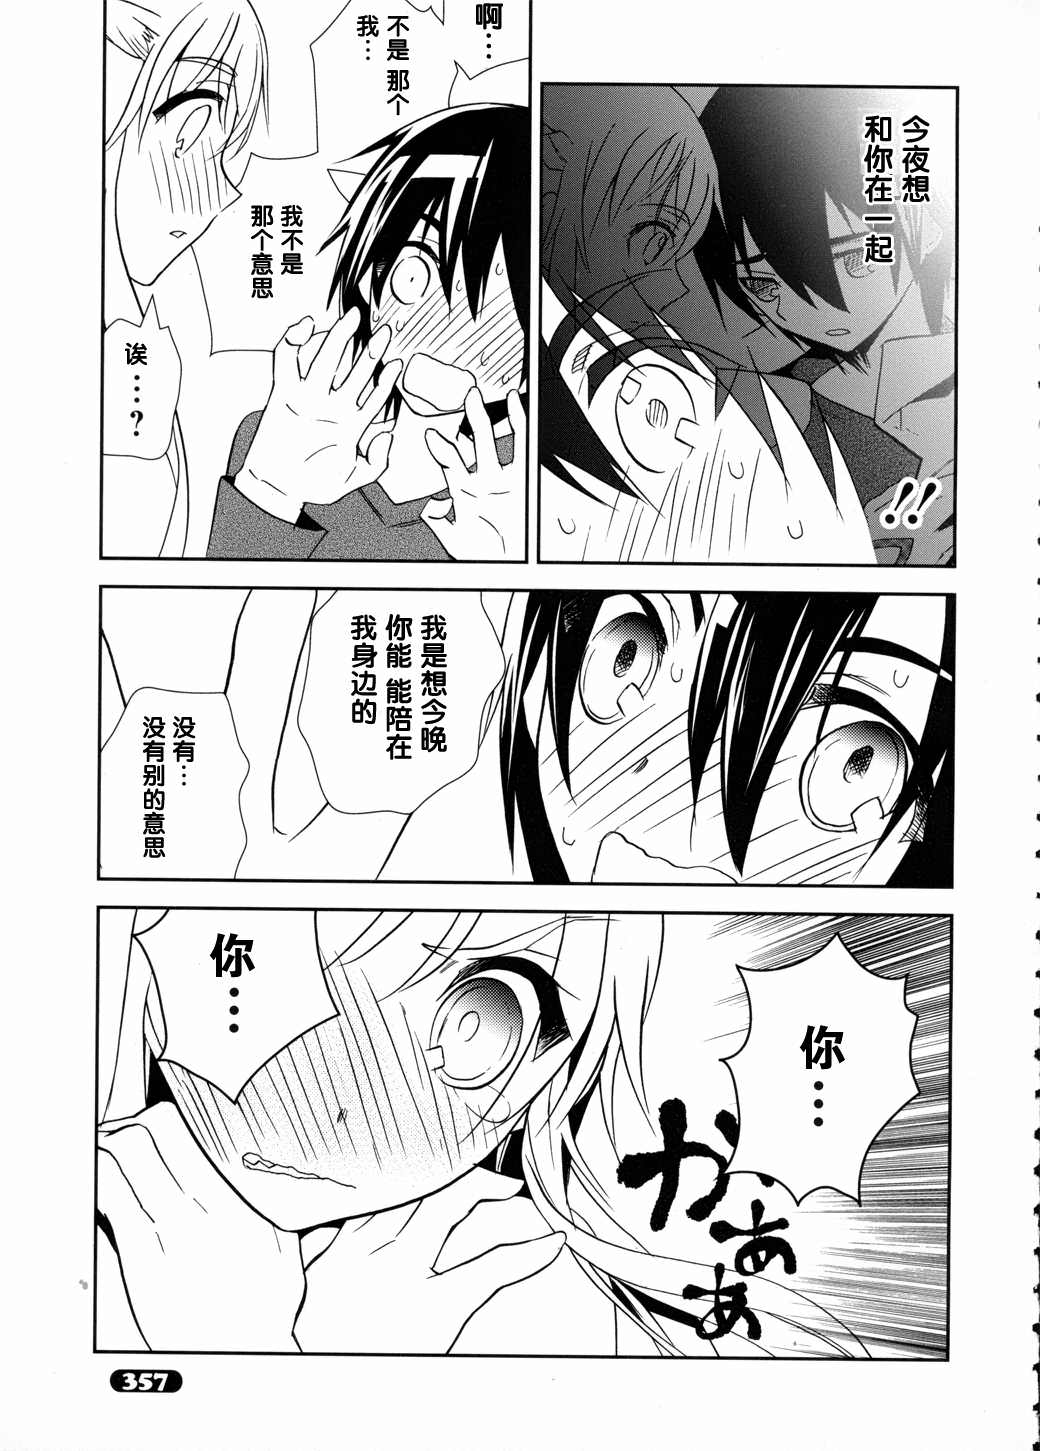 今夜想
和你在一起
!!
啊…
不是 那个
我…
我不是
那个意思
诶…?
我是想今晚
你能 能陪在
我身边的
没有…
没有别的意思
你…
かあぁ
你…
357